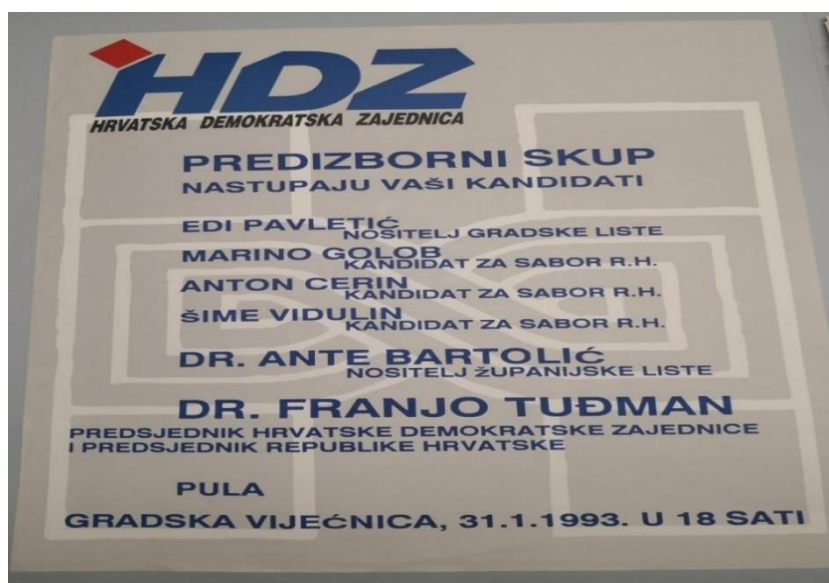 HDZ
HRVATSKA DEMOKRATSKA ZAJEDNICA
PREDIZBORNI SKUP
NASTUPAJU VAŠI KANDIDATI
EDI PAVLETIĆ
NOSITELJ GRADSKE LISTE
MARINO GOLOB
KANDIDAT ZA SABOR R.H.
ANTON CERIN
KANDIDAT ZA SABOR R.H.
ŠIME VIDULIN
KANDIDAT ZA SABOR R.H.
DR. ANTE BARTOLIĆ
NOSITELJ ŽUPANIJSKE LISTE
DR. FRANJO TUĐMAN
PREDSJEDNIK HRVATSKE DEMOKRATSKE ZAJEDNICE
I PREDSJEDNIK REPUBLIKE HRVATSKE
PULA
GRADSKA VIJEĆNICA, 31.1.1993. U 18 SATI